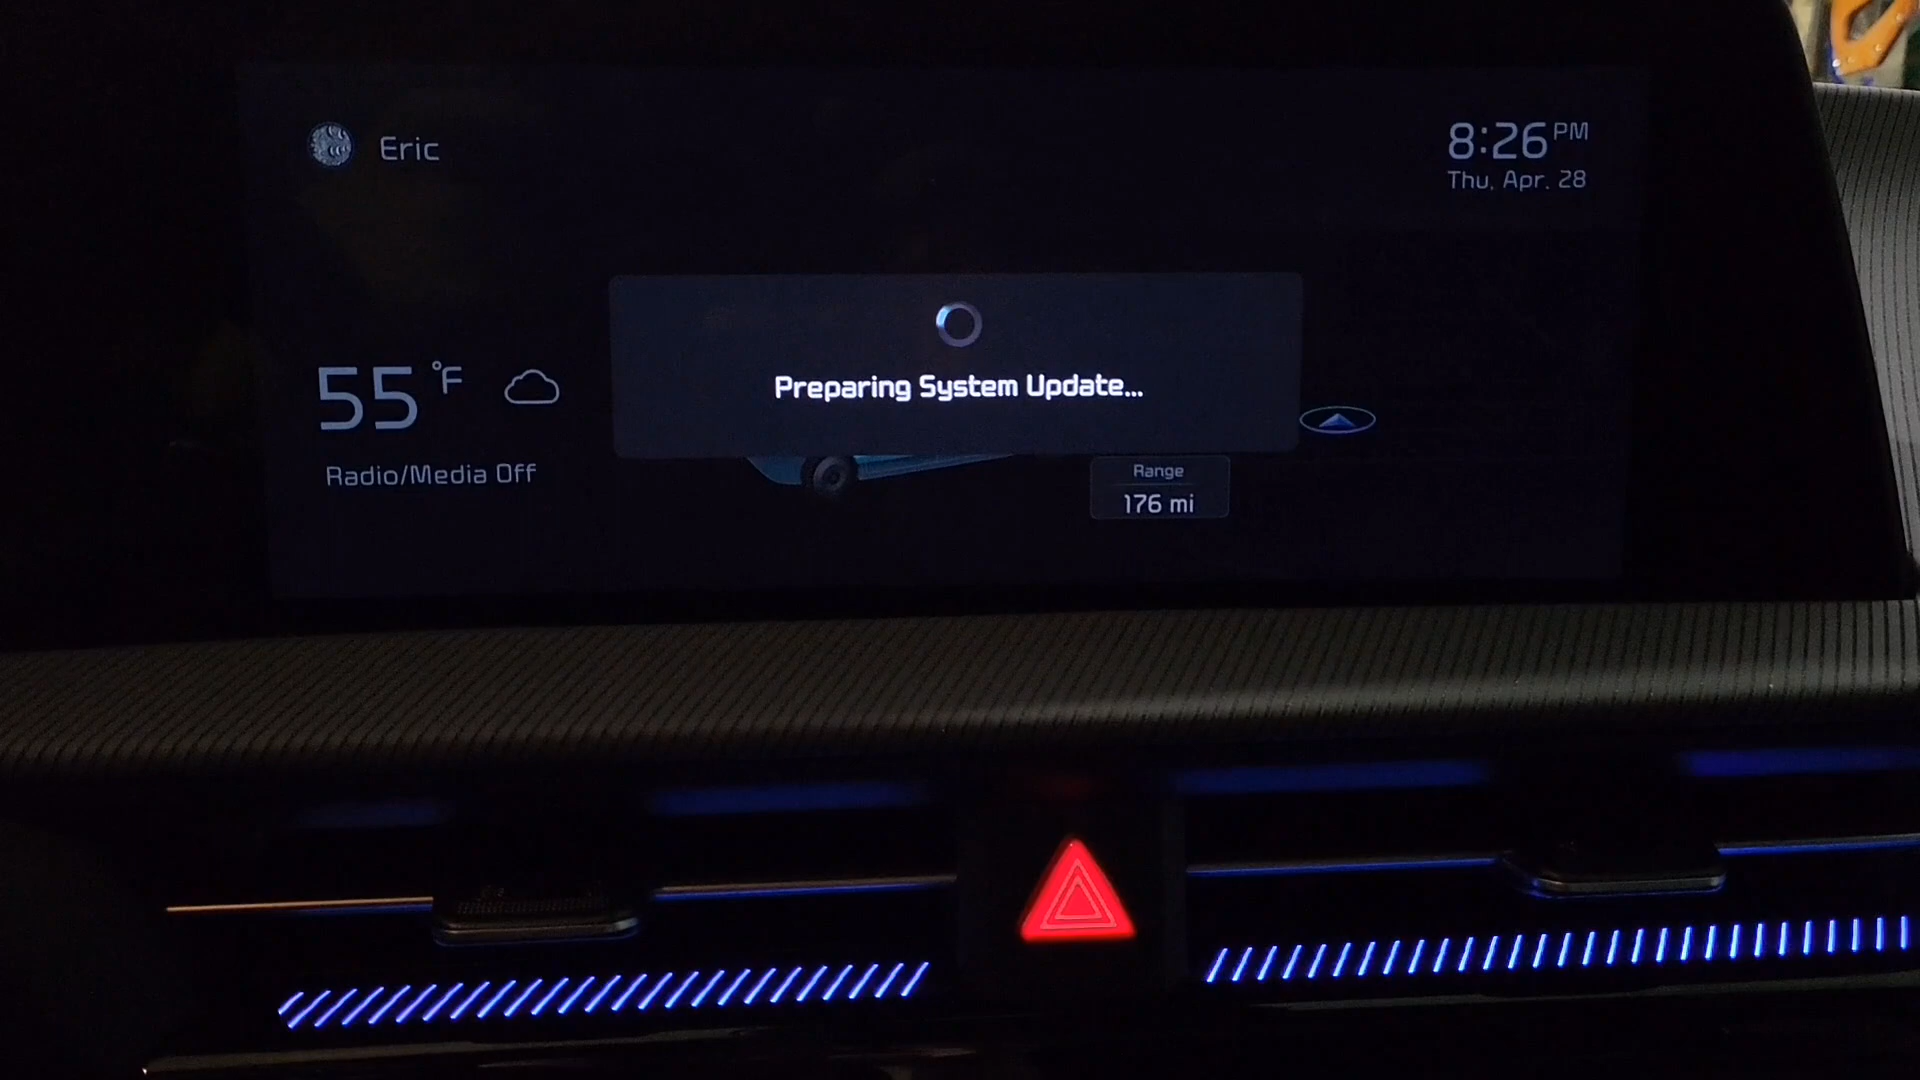 Eric
8:26 PM
Thu, Apr. 28
Preparing System Update...
55 °F
Radio/Media Off
Range
176 mi